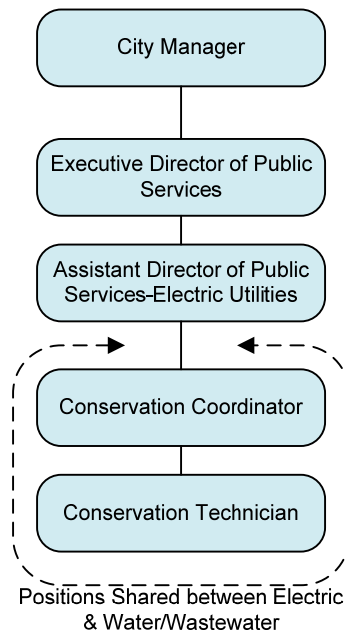 City Manager
Executive Director of Public
Services
Assistant Director of Public
Services-Electric Utilities
Conservation Coordinator
Conservation Technician
Positions Shared between Electric
& Water/Wastewater